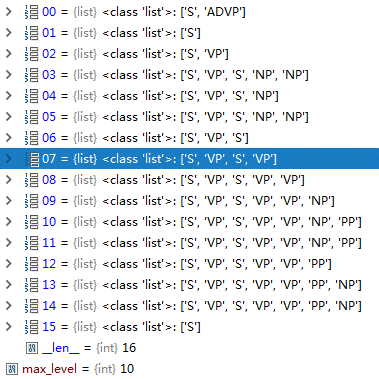 00 = {list} <class 'list'>: ['S', 'ADVP']
01 = {list} <class 'list'>: ['S']
02 = {list} <class 'list'>: ['S', 'VP']
03 = {list} <class 'list'>: ['S', 'VP', 'S', 'NP', 'NP']
04 = {list} <class 'list'>: ['S', 'VP', 'S', 'NP']
05 = {list} <class 'list'>: ['S', 'VP', 'S', 'NP', 'NP']
06 = {list} <class 'list'>: ['S', 'VP', 'S']
07 = {list} <class 'list'>: ['S', 'VP', 'S', 'VP']
08 = {list} <class 'list'>: ['S', 'VP', 'S', 'VP', 'VP']
09 = {list} <class 'list'>: ['S', 'VP', 'S', 'VP', 'VP', 'NP']
10 = {list} <class 'list'>: ['S', 'VP', 'S', 'VP', 'VP', 'NP', 'PP']
11 = {list} <class 'list'>: ['S', 'VP', 'S', 'VP', 'VP', 'NP', 'PP']
12 = {list} <class 'list'>: ['S', 'VP', 'S', 'VP', 'VP', 'PP']
13 = {list} <class 'list'>: ['S', 'VP', 'S', 'VP', 'VP', 'PP', 'NP']
14 = {list} <class 'list'>: ['S', 'VP', 'S', 'VP', 'VP', 'PP', 'NP']
15 = {list} <class 'list'>: ['S']
__len__ = {int} 16
max_level = {int} 10